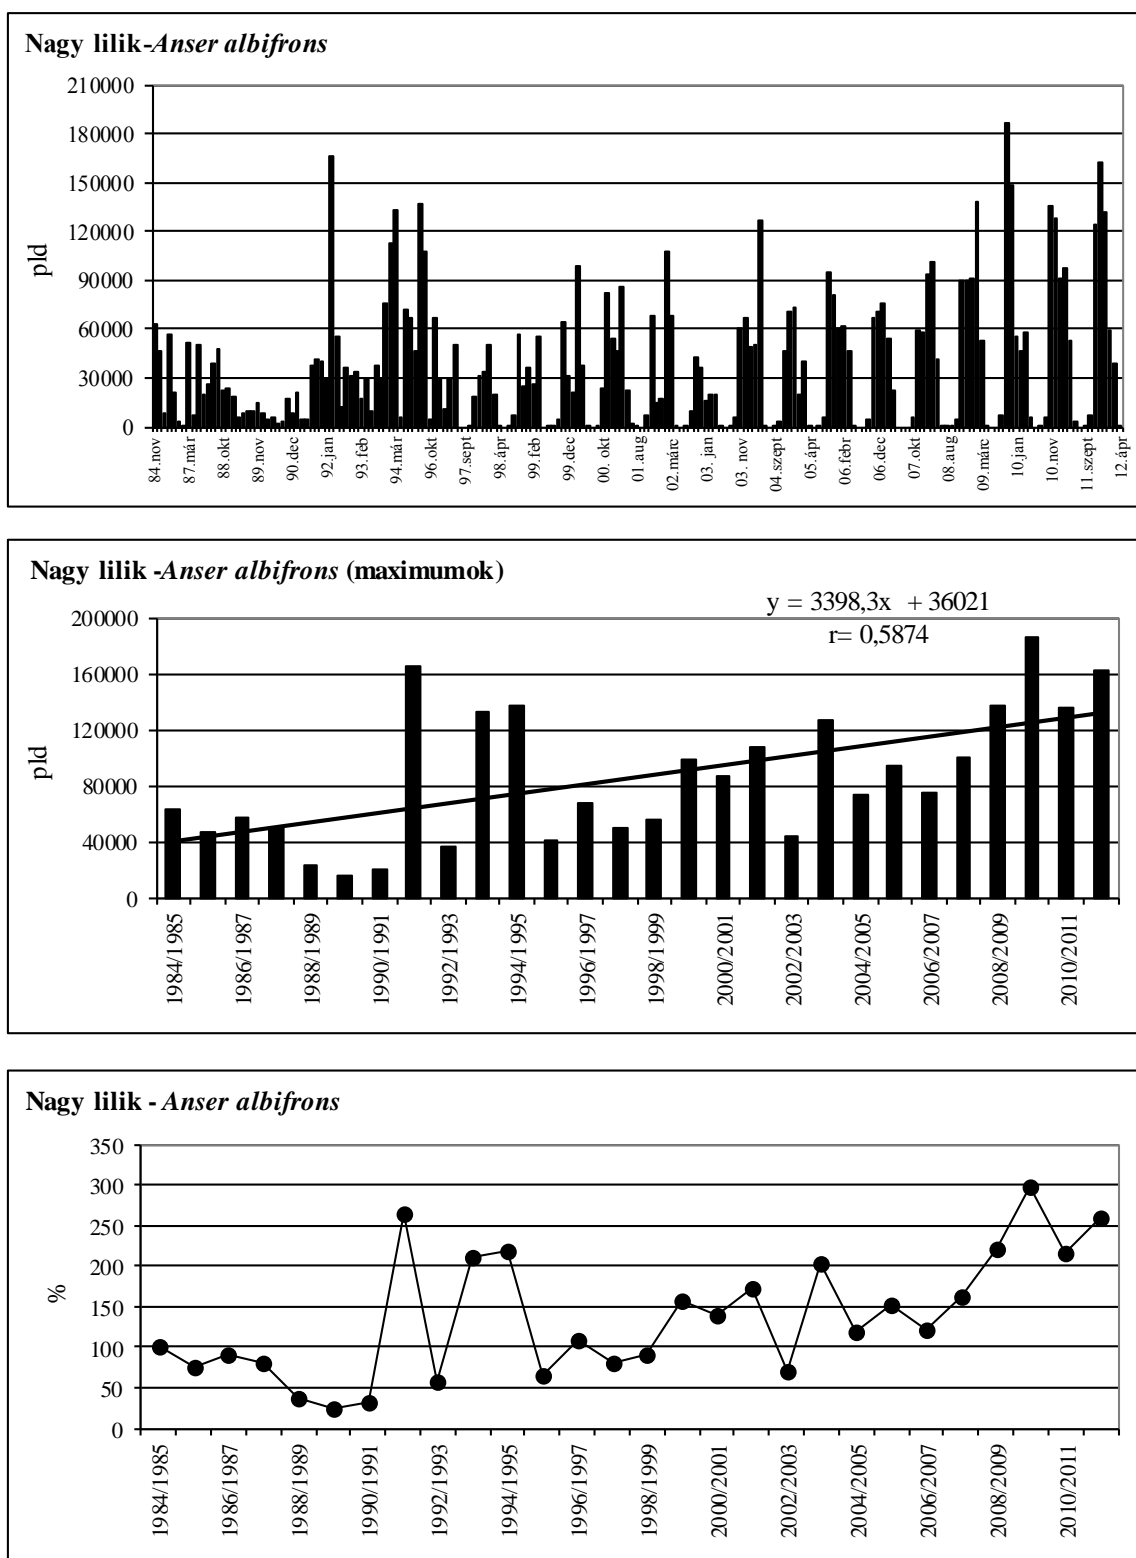 Nagy lilik-Anser albifrons
210000
180000
150000
120000
90000
60000
30000
0
pld
84.nov
87.már
88.okt
89.nov
90.dec
92.jan
93.feb
94.már
96.okt
97.sept
98.ápr
99.feb
99.dec
00. okt
01.aug
02.márc
03. jan
03. nov
04.szept
05.ápr
06.febr
06.dec
07.okt
08.aug
09.márc
10.jan
10.nov
11.szept
12.ápr
Nagy lilik -Anser albifrons (maximumok)
y = 3398,3x + 36021
r= 0,5874
200000
160000
120000
80000
40000
0
pld
1984/1985
1986/1987
1988/1989
1990/1991
1992/1993
1994/1995
1996/1997
1998/1999
2000/2001
2002/2003
2004/2005
2006/2007
2008/2009
2010/2011
Nagy lilik - Anser albifrons
350
300
250
200
150
100
50
0
%
1984/1985
1986/1987
1988/1989
1990/1991
1992/1993
1994/1995
1996/1997
1998/1999
2000/2001
2002/2003
2004/2005
2006/2007
2008/2009
2010/2011